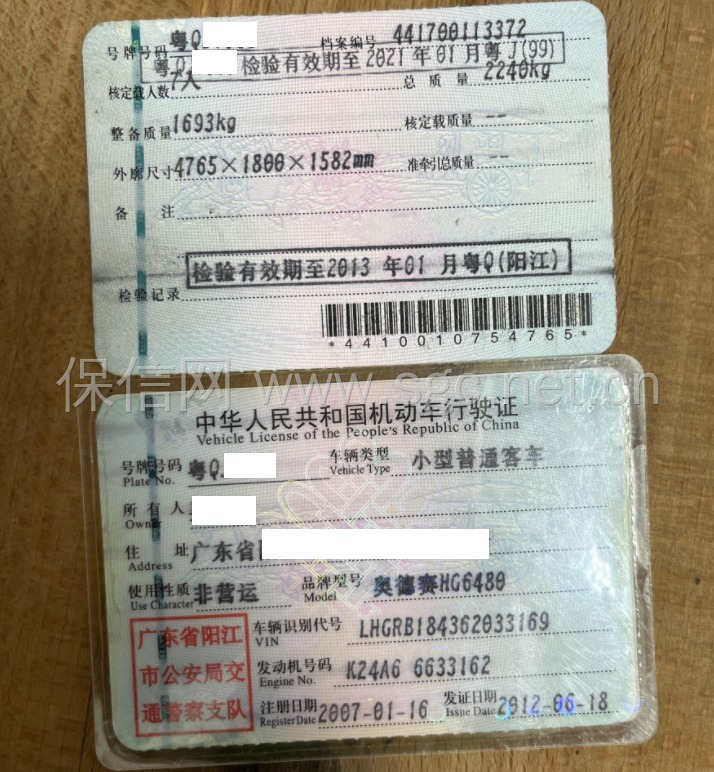 号牌号码 粤Q 档案编号 441700113372
粤Q 检验有效期至2021年01月粤J(99)
核定载人数 7人 总质量 2240kg
整备质量 1693kg 核定载质量 --
外廓尺寸 4765×1800×1582mm 准牵引总质量 --
备注
检验有效期至2013年01月粤Q(阳江)
检验记录
*4410010754765*
保信网 www.sgq.net.cn
中华人民共和国机动车行驶证
Vehicle License of the People's Republic of China
号牌号码 粤Q. 车辆类型 小型普通客车
Plate No. Vehicle Type
所有人
Owner
住址 广东省
Address
使用性质 非营运 品牌型号 奥德赛HG6480
Use Character Model
广东省阳江 车辆识别代号 LHGRB184362033169
VIN
市公安局交 发动机号码 K24A6 6633162
Engine No.
通警察支队 注册日期 2007-01-16 发证日期 2012-06-18
Register Date Issue Date